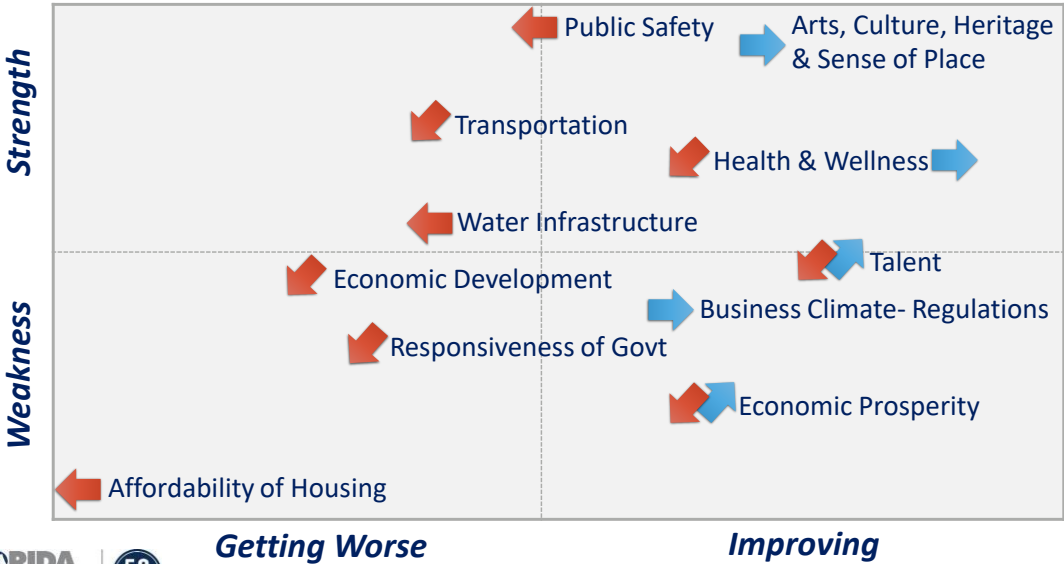 Strength
Weakness
Public Safety
Arts, Culture, Heritage
& Sense of Place
Transportation
Health & Wellness
Water Infrastructure
Talent
Economic Development
Business Climate- Regulations
Responsiveness of Govt
Economic Prosperity
Affordability of Housing
Getting Worse
Improving